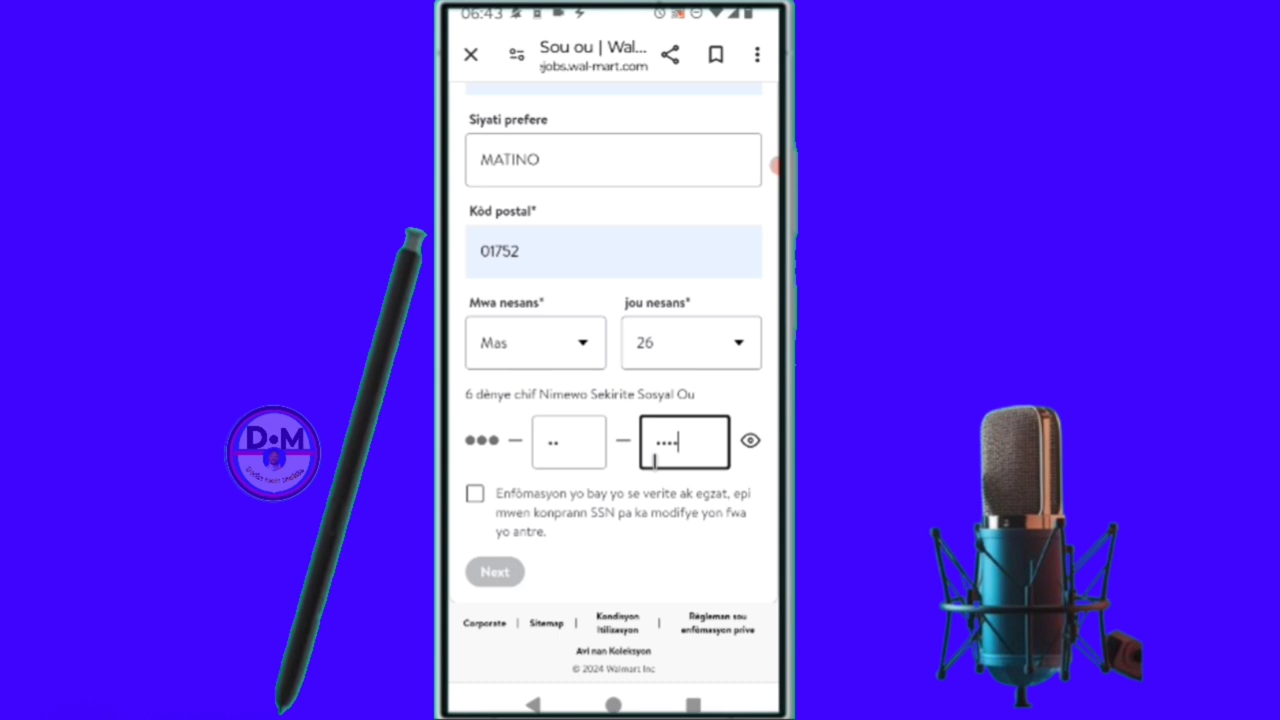 06:43
Sou ou | Wal...
jobs.wal-mart.com
Siyati prefere
MATINO
Kòd postal*
01752
Mwa nesans*
jou nesans*
Mas
26
6 dènye chif Nimewo Sekirite Sosyal Ou
Enfòmasyon yo bay yo se verite ak egzat, epi
mwen konprann SSN pa ka modifye yon fwa
yo antre.
Next
Corporate | Sitemap | Kondisyon Itilizasyon | Règleman sou enfòmasyon prive
Avi nan Koleksyon
© 2024 Walmart Inc
D•M